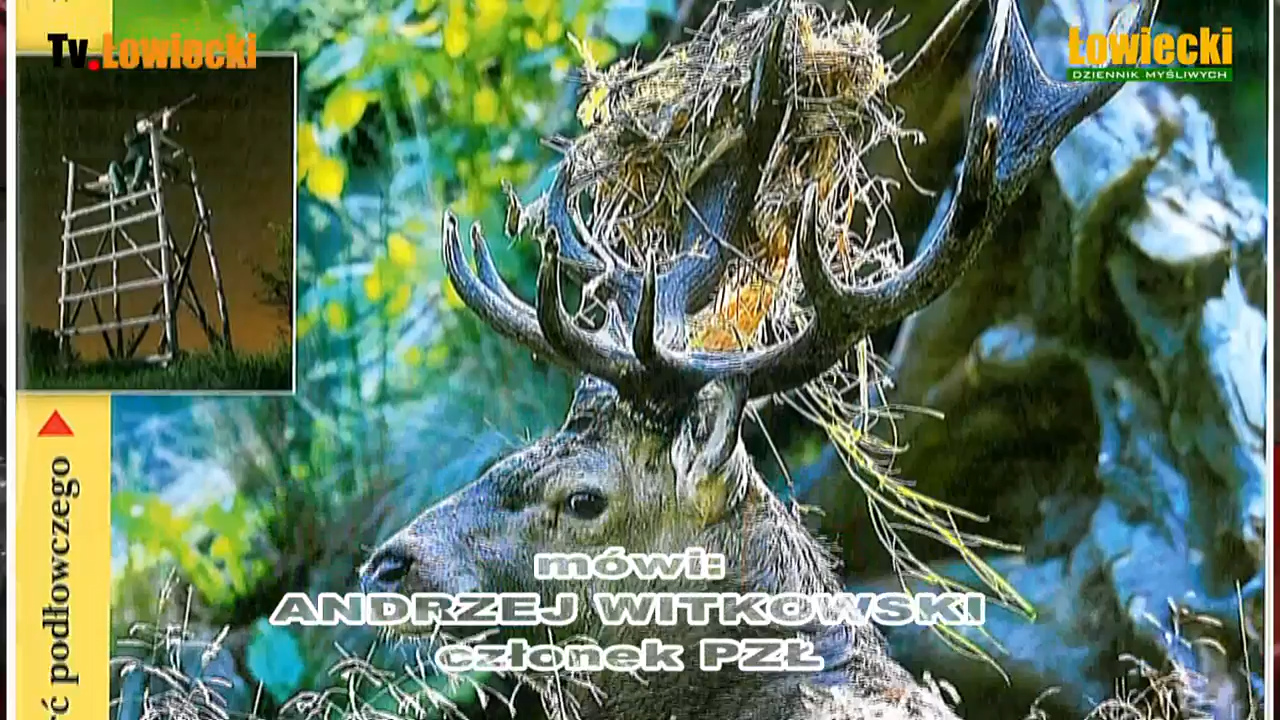 Tv.Łowiecki
Łowiecki
DZIENNIK MYŚLIWYCH
podłowczego
mówi:
ANDRZEJ WITKOWSKI
członek PZŁ